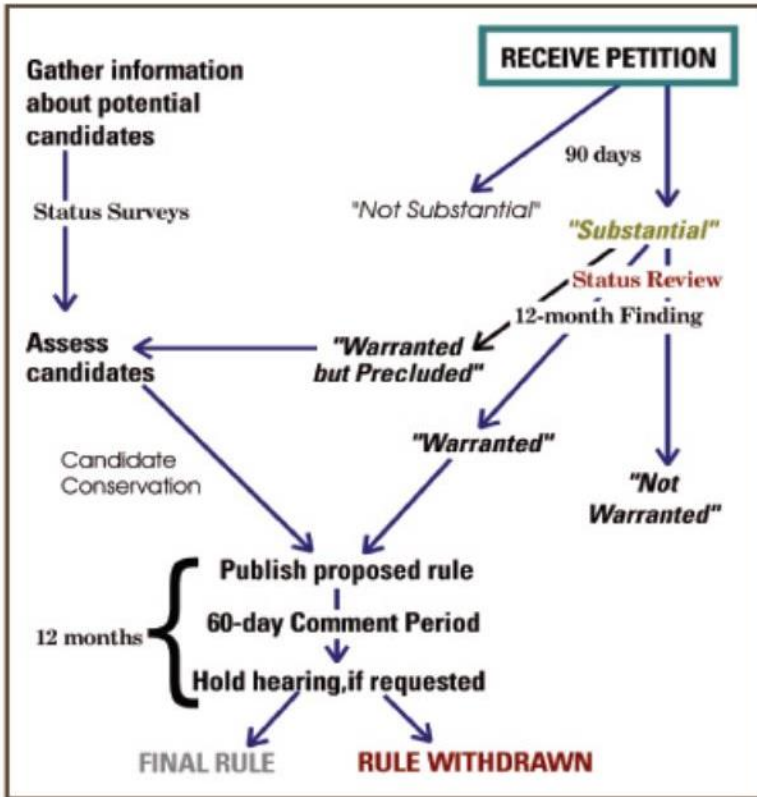 RECEIVE PETITION
Gather information
about potential
candidates
90 days
Status Surveys
"Not Substantial"
"Substantial"
Status Review
12-month Finding
Assess
candidates
"Warranted
but Precluded"
"Warranted"
Candidate
Conservation
"Not
Warranted"
Publish proposed rule
60-day Comment Period
12 months
Hold hearing,if requested
FINAL RULE
RULE WITHDRAWN